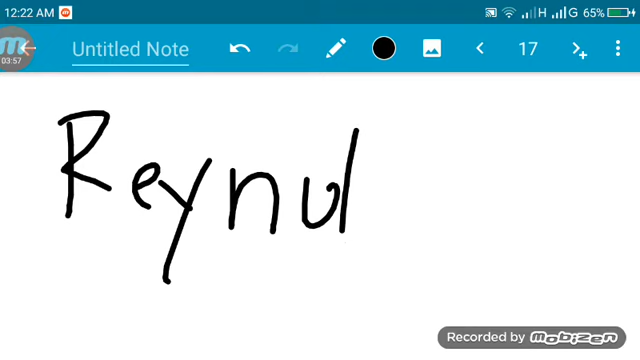 12:22 AM H G 65%
03:57
Untitled Note 17
Reynul
Recorded by mobizen